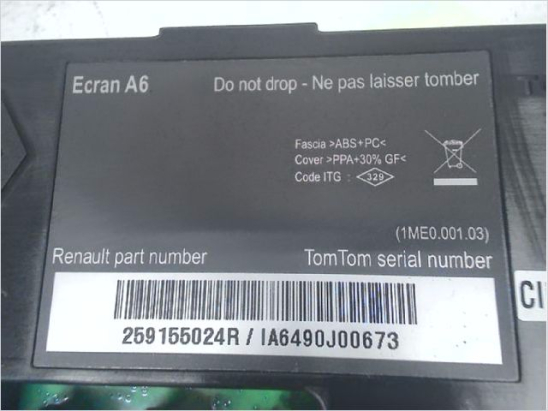 Ecran A6 Do not drop - Ne pas laisser tomber
Fascia >ABS+PC<
Cover >PPA+30% GF<
Code ITG : 329
(1ME0.001.03)
Renault part number TomTom serial number
259155024R / IA6490J00673
CI